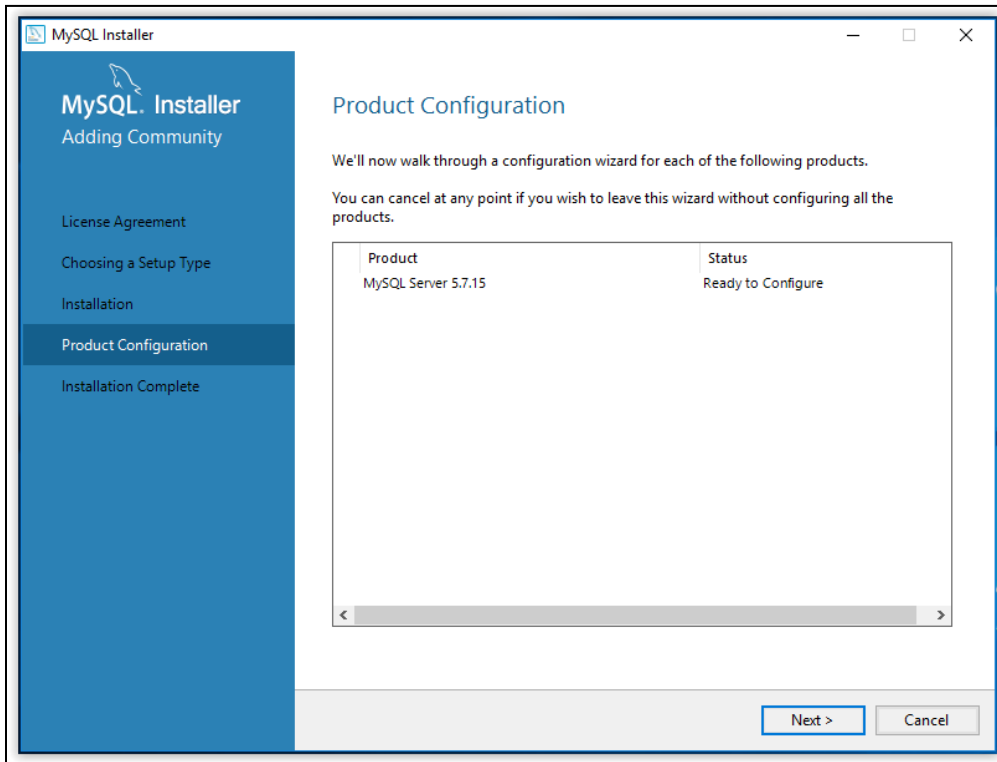 MySQL Installer
MySQL. Installer
Adding Community
License Agreement
Choosing a Setup Type
Installation
Product Configuration
Installation Complete
Product Configuration
We'll now walk through a configuration wizard for each of the following products.
You can cancel at any point if you wish to leave this wizard without configuring all the
products.
Product Status
MySQL Server 5.7.15 Ready to Configure
Next > Cancel